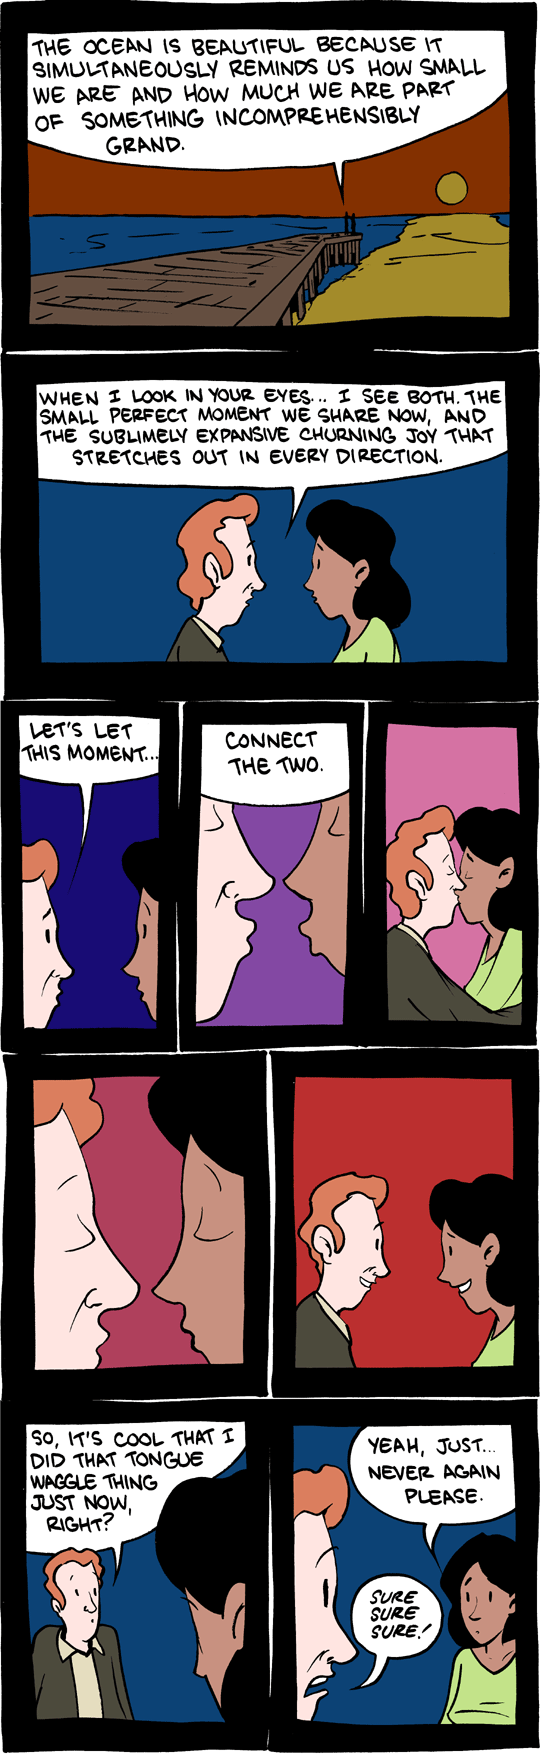 THE OCEAN IS BEAUTIFUL BECAUSE IT
SIMULTANEOUSLY REMINDS US HOW SMALL
WE ARE AND HOW MUCH WE ARE PART
OF SOMETHING INCOMPREHENSIBLY
GRAND.
WHEN I LOOK IN YOUR EYES... I SEE BOTH. THE
SMALL PERFECT MOMENT WE SHARE NOW, AND
THE SUBLIMELY EXPANSIVE CHURNING JOY THAT
STRETCHES OUT IN EVERY DIRECTION.
LET'S LET
THIS MOMENT...
CONNECT
THE TWO.
SO, IT'S COOL THAT I
DID THAT TONGUE
WAGGLE THING
JUST NOW,
RIGHT?
YEAH, JUST...
NEVER AGAIN
PLEASE.
SURE
SURE
SURE!